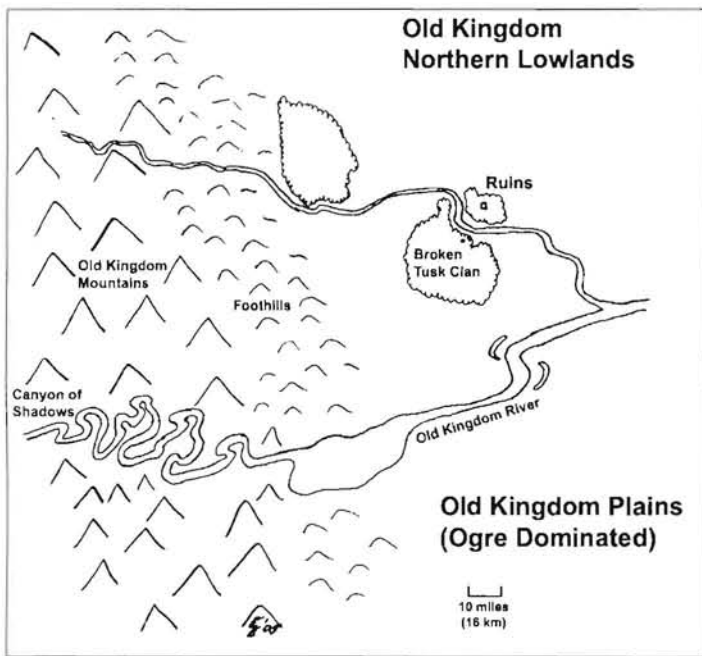 Old Kingdom
Northern Lowlands
Ruins
Broken
Tusk Clan
Old Kingdom
Mountains
Foothills
Canyon of
Shadows
Old Kingdom River
Old Kingdom Plains
(Ogre Dominated)
10 miles
(16 km)